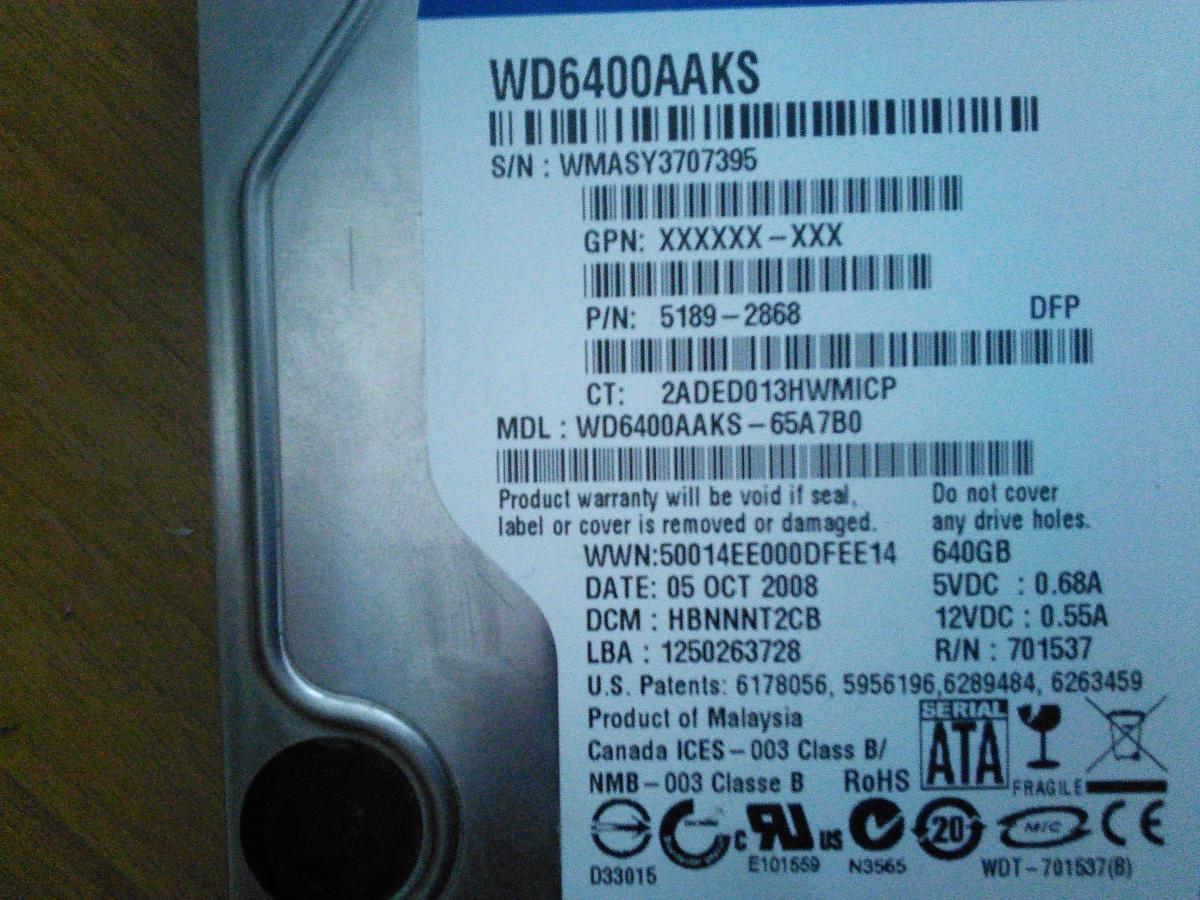 WD6400AAKS
S/N : WMASY3707395
GPN: XXXXXX-XXX
P/N: 5189-2868 DFP
CT: 2ADED013HWMICP
MDL : WD6400AAKS-65A7B0
Product warranty will be void if seal, Do not cover
label or cover is removed or damaged. any drive holes.
WWN:50014EE000DFEE14 640GB
DATE: 05 OCT 2008 5VDC : 0.68A
DCM : HBNNNT2CB 12VDC : 0.55A
LBA : 1250263728 R/N : 701537
U.S. Patents: 6178056, 5956196,6289484, 6263459
Product of Malaysia SERIAL
Canada ICES-003 Class B/ ATA
NMB-003 Classe B RoHS FRAGILE
C UL US 20 MIC CE
D33015 E101559 N3565 WDT-701537(B)